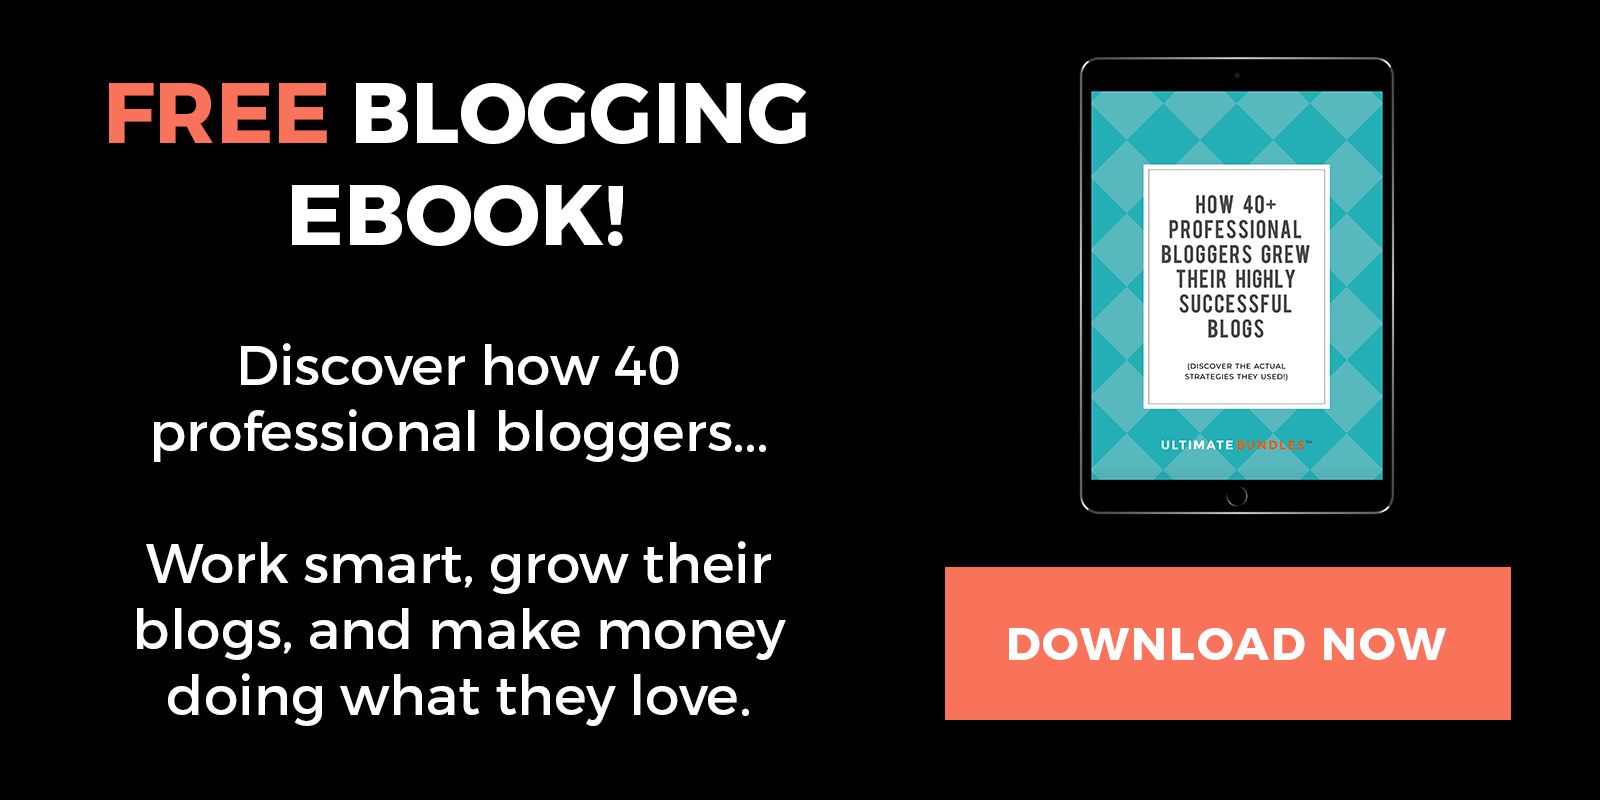 FREE BLOGGING
EBOOK!
Discover how 40
professional bloggers...
Work smart, grow their
blogs, and make money
doing what they love.
HOW 40+
PROFESSIONAL
BLOGGERS GREW
THEIR HIGHLY
SUCCESSFUL
BLOGS
(DISCOVER THE ACTUAL
STRATEGIES THEY USED!)
ULTIMATE BUNDLES™
DOWNLOAD NOW